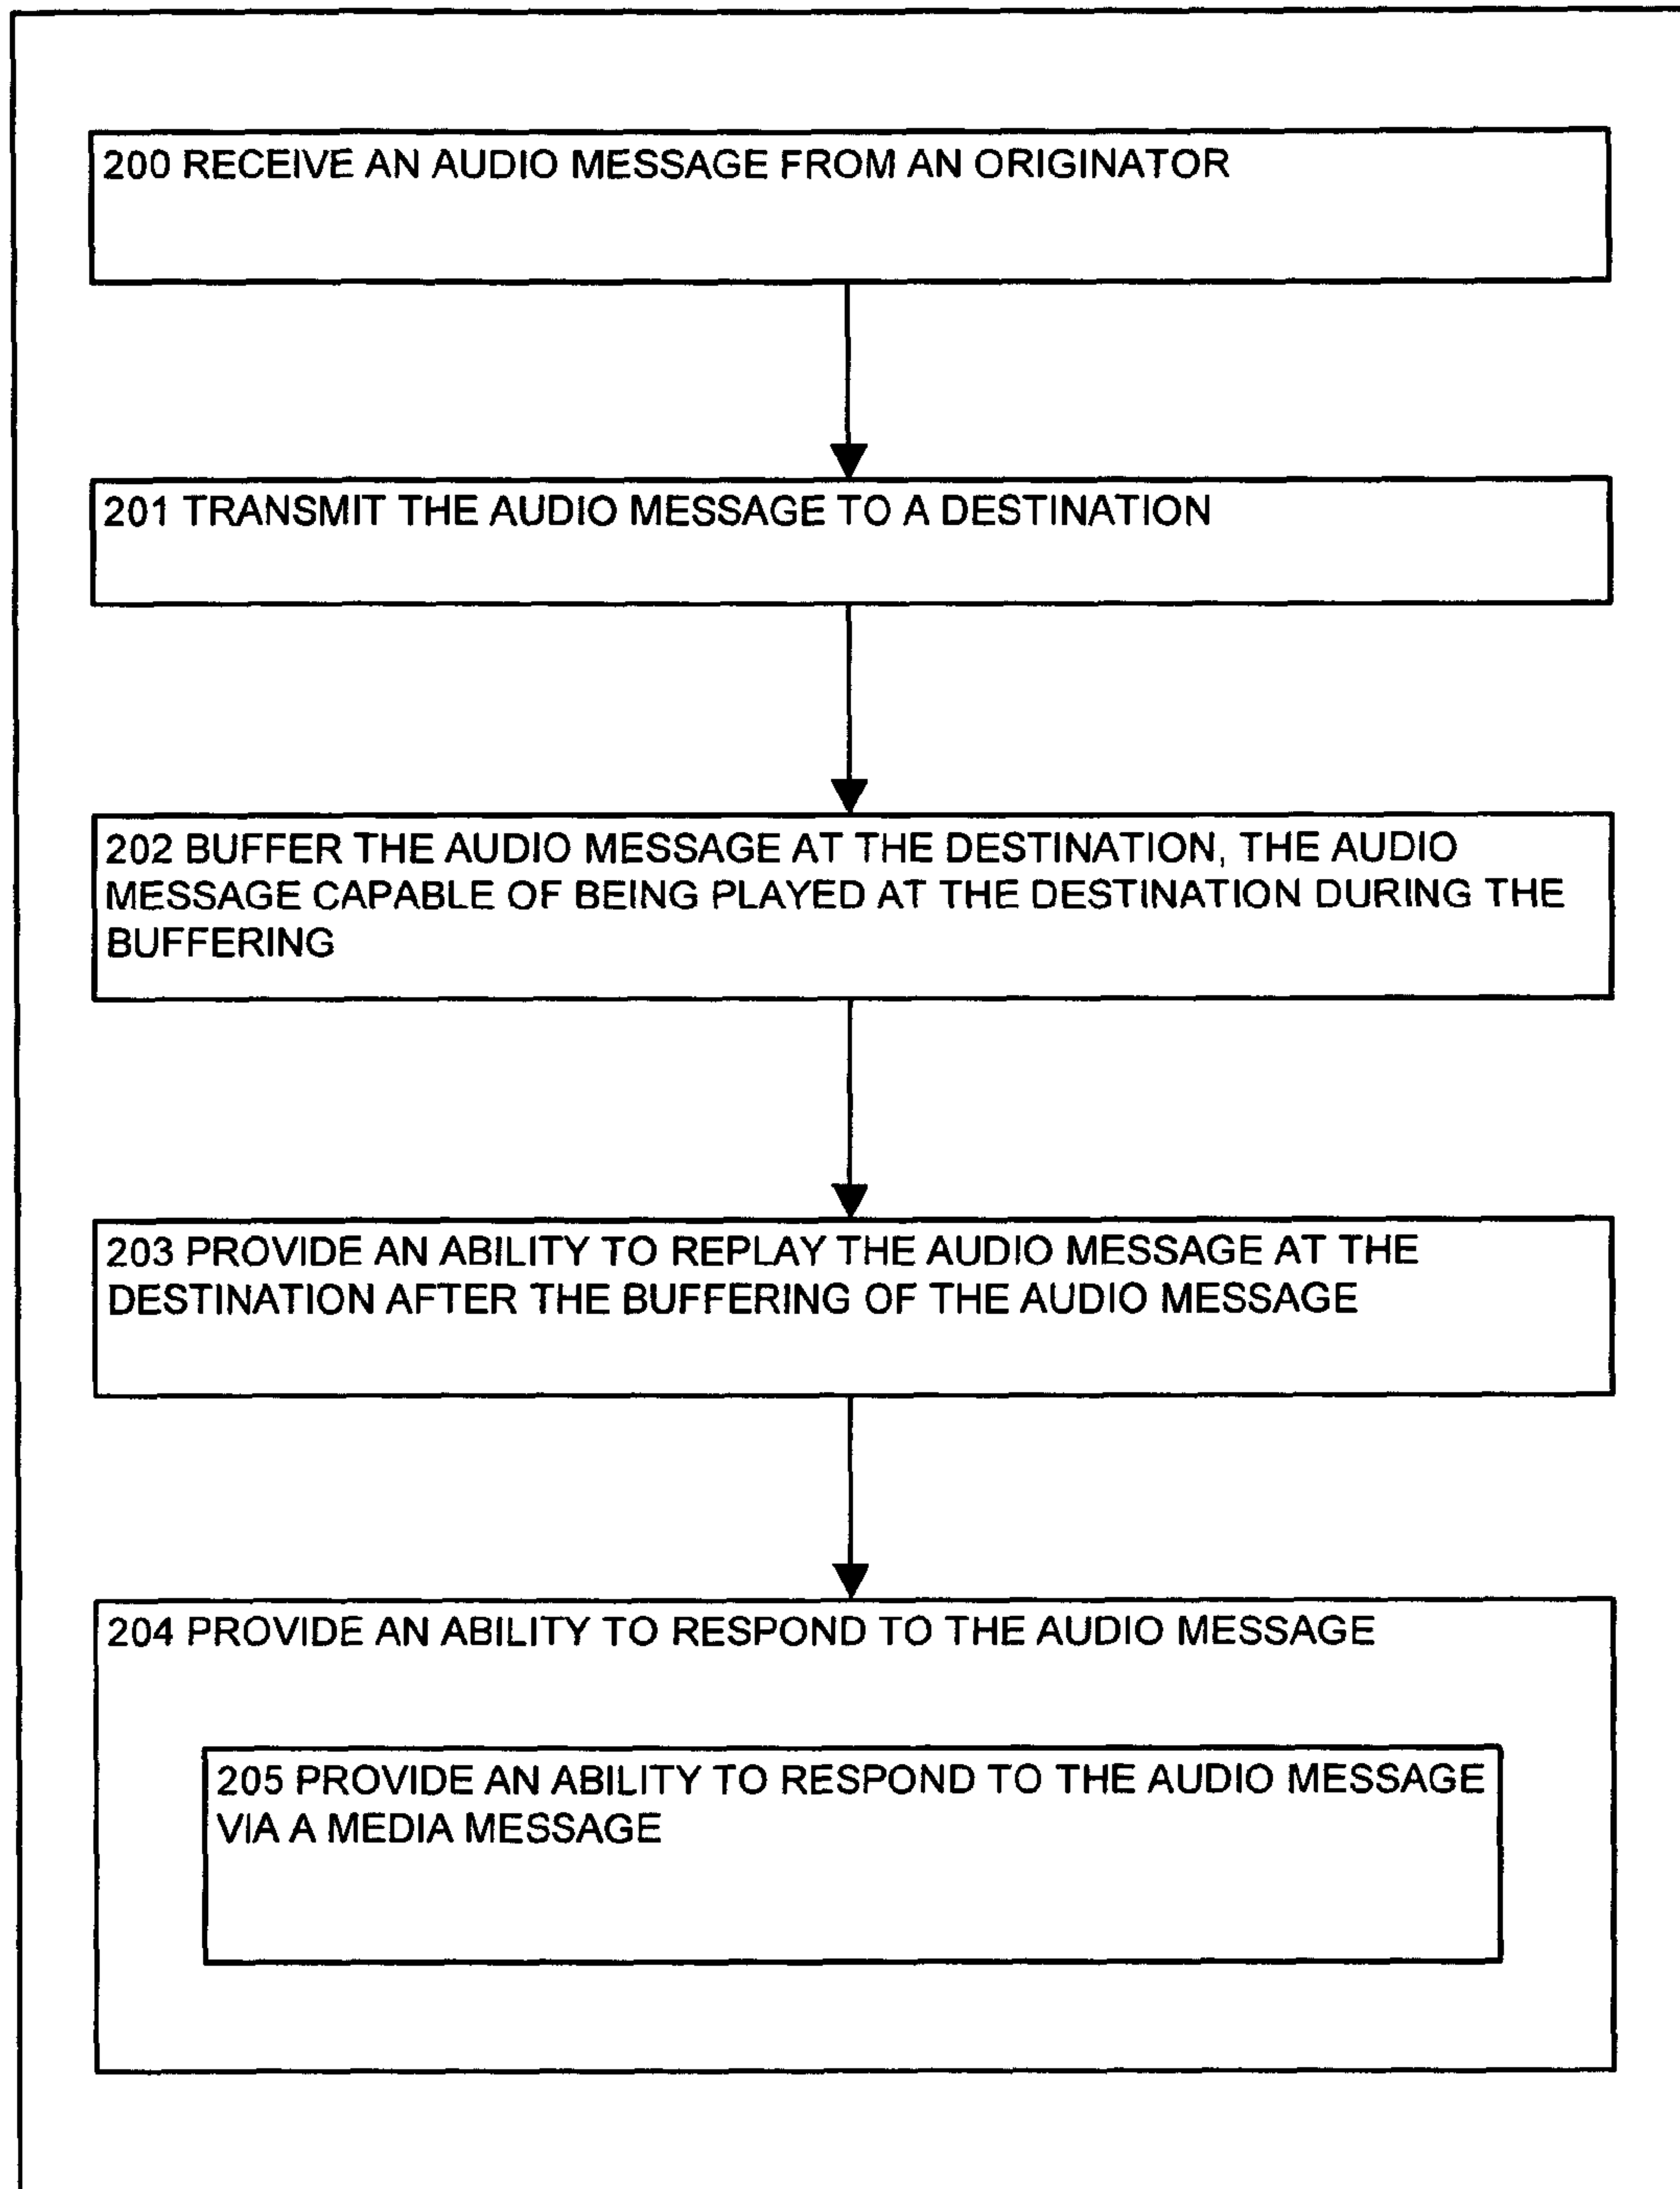 200 RECEIVE AN AUDIO MESSAGE FROM AN ORIGINATOR
201 TRANSMIT THE AUDIO MESSAGE TO A DESTINATION
202 BUFFER THE AUDIO MESSAGE AT THE DESTINATION, THE AUDIO
MESSAGE CAPABLE OF BEING PLAYED AT THE DESTINATION DURING THE
BUFFERING
203 PROVIDE AN ABILITY TO REPLAY THE AUDIO MESSAGE AT THE
DESTINATION AFTER THE BUFFERING OF THE AUDIO MESSAGE
204 PROVIDE AN ABILITY TO RESPOND TO THE AUDIO MESSAGE
205 PROVIDE AN ABILITY TO RESPOND TO THE AUDIO MESSAGE
VIA A MEDIA MESSAGE